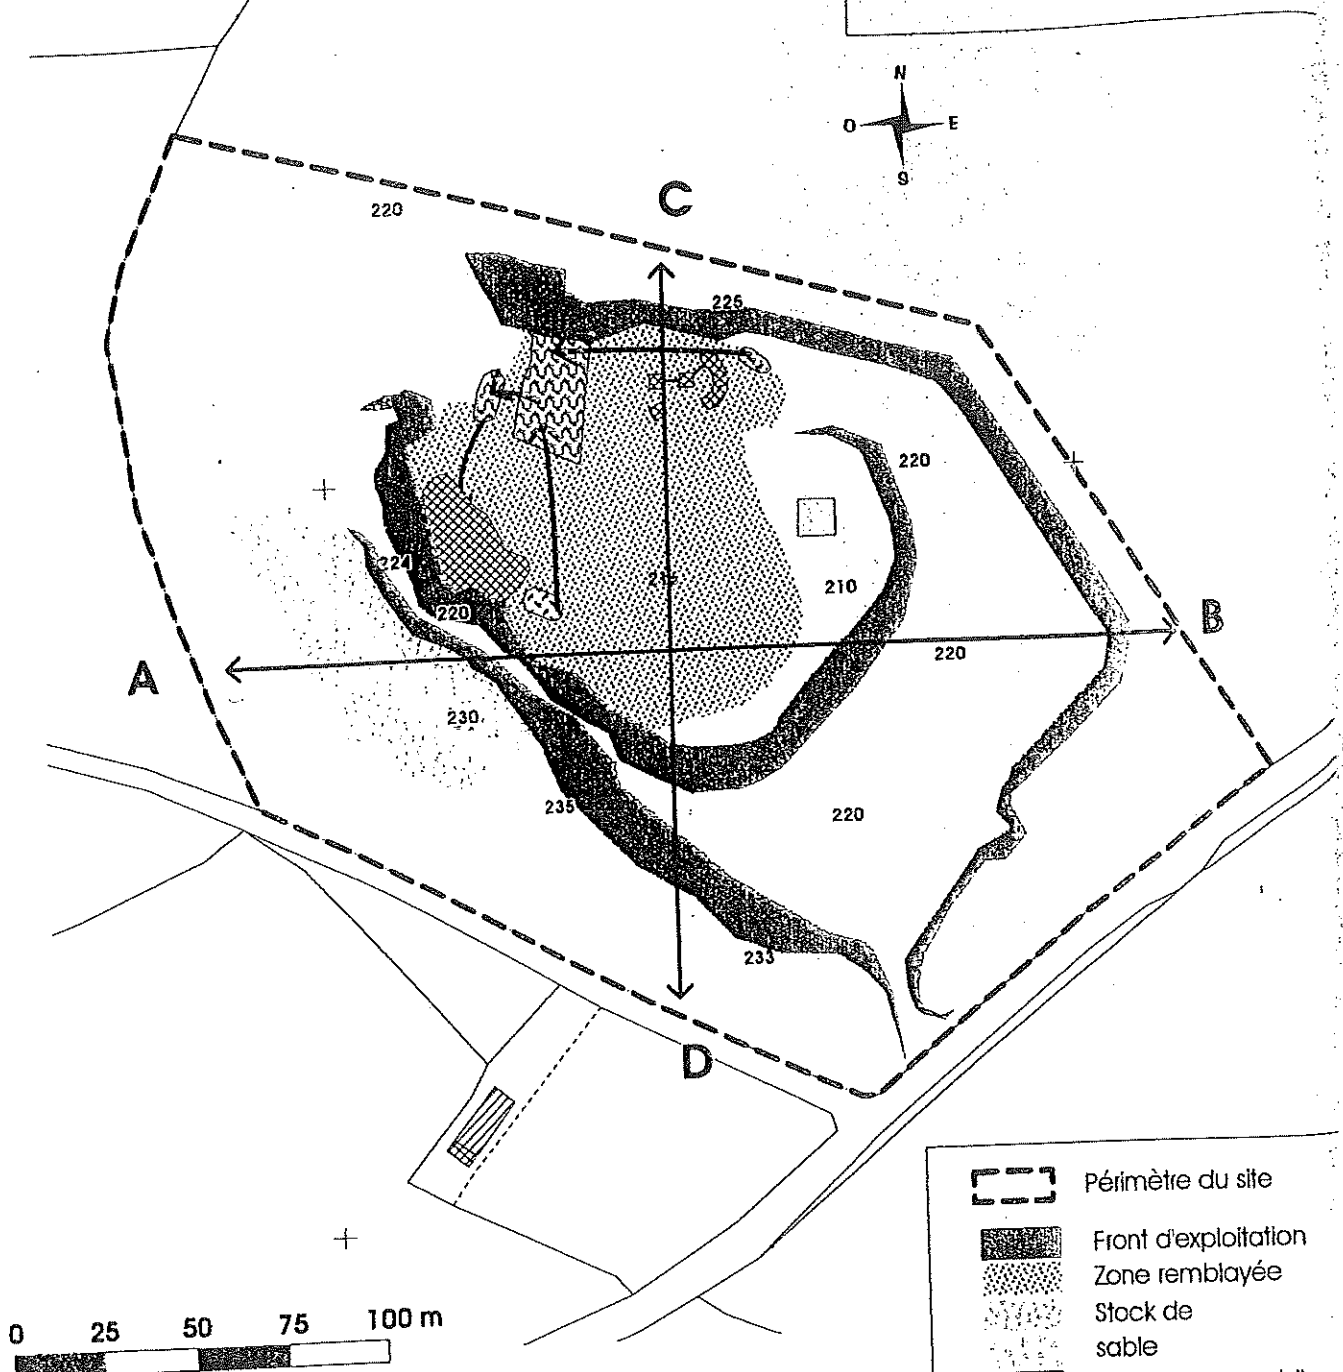 N
O E
S
C
220
225
220
224
210
220
B
220
A
230
235
220
233
D
Périmètre du site
Front d'exploitation
Zone remblayée
Stock de
sable
0 25 50 75 100 m